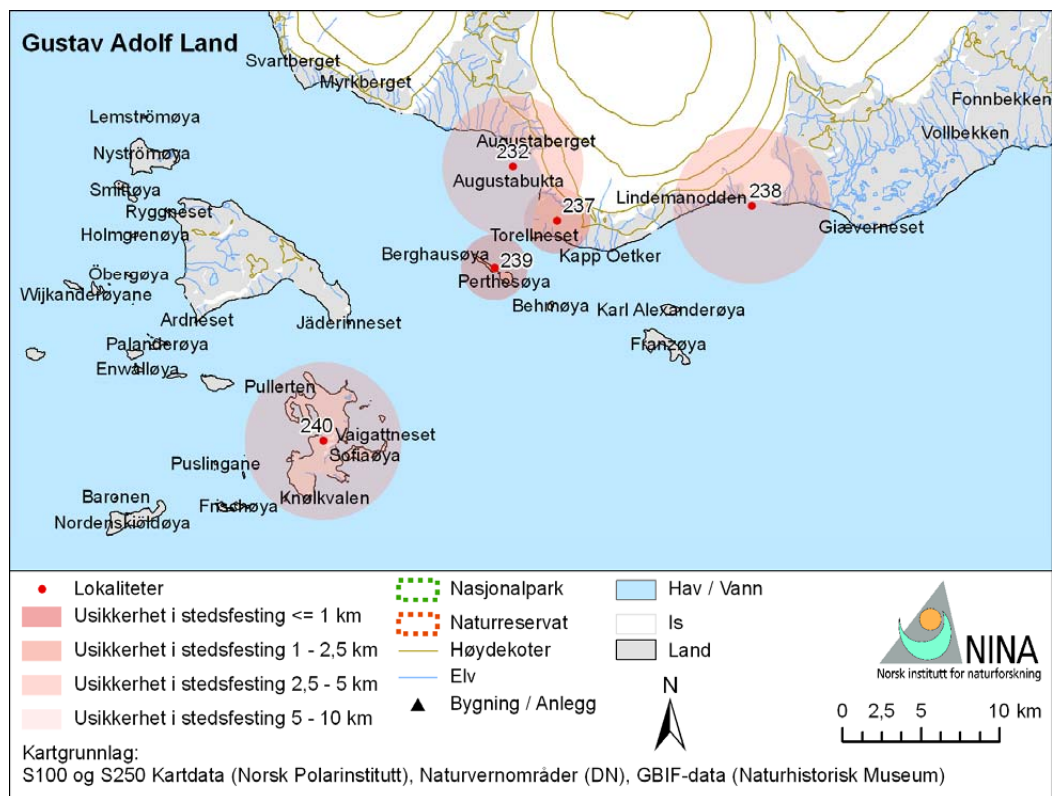 Gustav Adolf Land
Svartberget
Myrkberget
Fonnbekken
Lemströmøya
Vollbekken
Augustaberget
232
Nyströmøya
Augustabukta
Lindemanodden
238
Smittøya
237
Ryggneset
Giæverneset
Holmgrenøya
Torellneset
Berghausøya
239
Kapp Oetker
Öbergøya
Perthesøya
Wijkanderøyane
Behmøya
Karl Alexanderøya
Ardneset
Jäderinneset
Palanderøya
Franzøya
Enwalløya
Pullerten
240
Vaigattneset
Sofiaøya
Puslingane
Baronen
Knølkvalen
Frischøya
Nordenskiöldøya
Lokaliteter
Usikkerhet i stedsfesting <= 1 km
Usikkerhet i stedsfesting 1 - 2,5 km
Usikkerhet i stedsfesting 2,5 - 5 km
Usikkerhet i stedsfesting 5 - 10 km
Nasjonalpark
Naturreservat
Høydekoter
Elv
Bygning / Anlegg
Hav / Vann
Is
Land
N
NINA
Norsk institutt for naturforskning
0 2,5 5 10 km
Kartgrunnlag:
S100 og S250 Kartdata (Norsk Polarinstitutt), Naturvernområder (DN), GBIF-data (Naturhistorisk Museum)